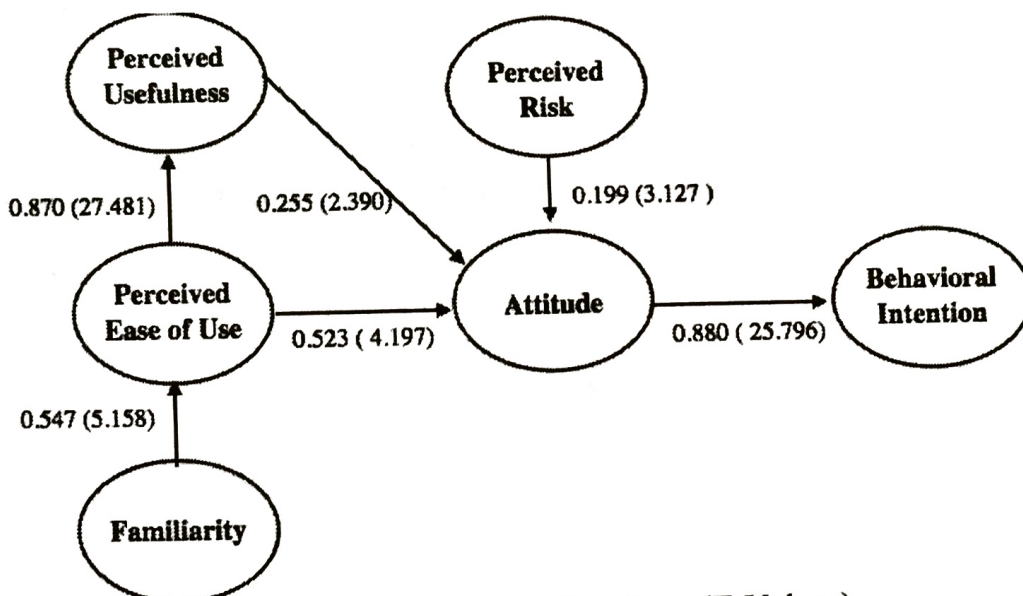 Perceived
Usefulness
Perceived
Risk
0.870 (27.481)
0.255 (2.390)
0.199 (3.127 )
Perceived
Ease of Use
Attitude
Behavioral
Intention
0.523 ( 4.197)
0.880 ( 25.796)
0.547 (5.158)
Familiarity